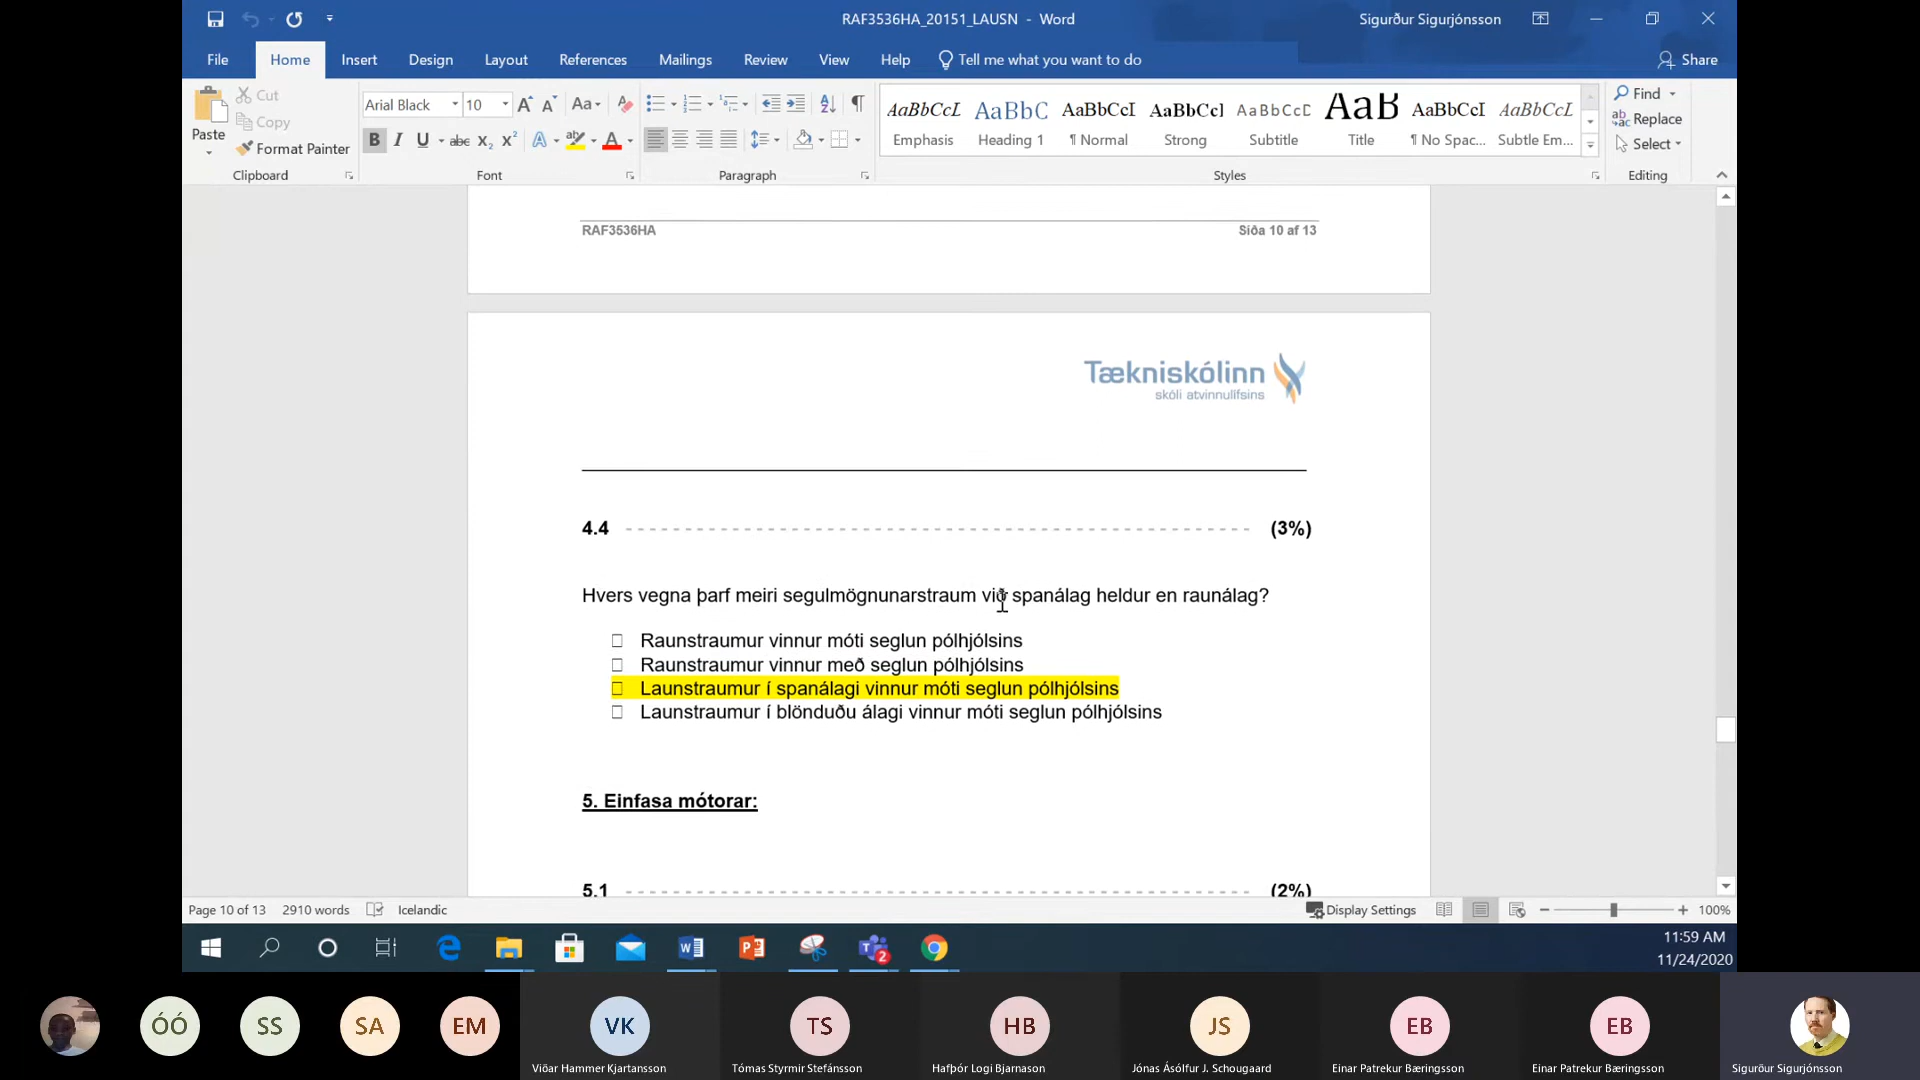 RAF3536HA_20151_LAUSN - Word
Sigurður Sigurjónsson
File Home Insert Design Layout References Mailings Review View Help Tell me what you want to do Share
Paste
Cut
Copy
Format Painter
Clipboard
Arial Black 10
Font
Paragraph
AaBbCcI AaBbC AaBbCcI AaBbCcI AaBbCcD AaB AaBbCcI AaBbCcI
Emphasis Heading 1 ¶ Normal Strong Subtitle Title ¶ No Spac... Subtle Em...
Styles
Find
Replace
Select
Editing
RAF3536HA Síða 10 af 13
Tækniskólinn
skóli atvinnulífsins
4.4 (3%)
Hvers vegna þarf meiri segulmögnunarstraum við spanálag heldur en raunálag?
Raunstraumur vinnur móti seglun pólhjólsins
Raunstraumur vinnur með seglun pólhjólsins
Launstraumur í spanálagi vinnur móti seglun pólhjólsins
Launstraumur í blönduðu álagi vinnur móti seglun pólhjólsins
5. Einfasa mótorar:
5.1 (2%)
Page 10 of 13 2910 words Icelandic Display Settings 100%
2
11:59 AM
11/24/2020
ÓÓ SS SA EM VK TS HB JS EB EB
Viðar Hammer Kjartansson Tómas Styrmir Stefánsson Hafþór Logi Bjarnason Jónas Ásólfur J. Schougaard Einar Patrekur Bæringsson Einar Patrekur Bæringsson Sigurður Sigurjónsson